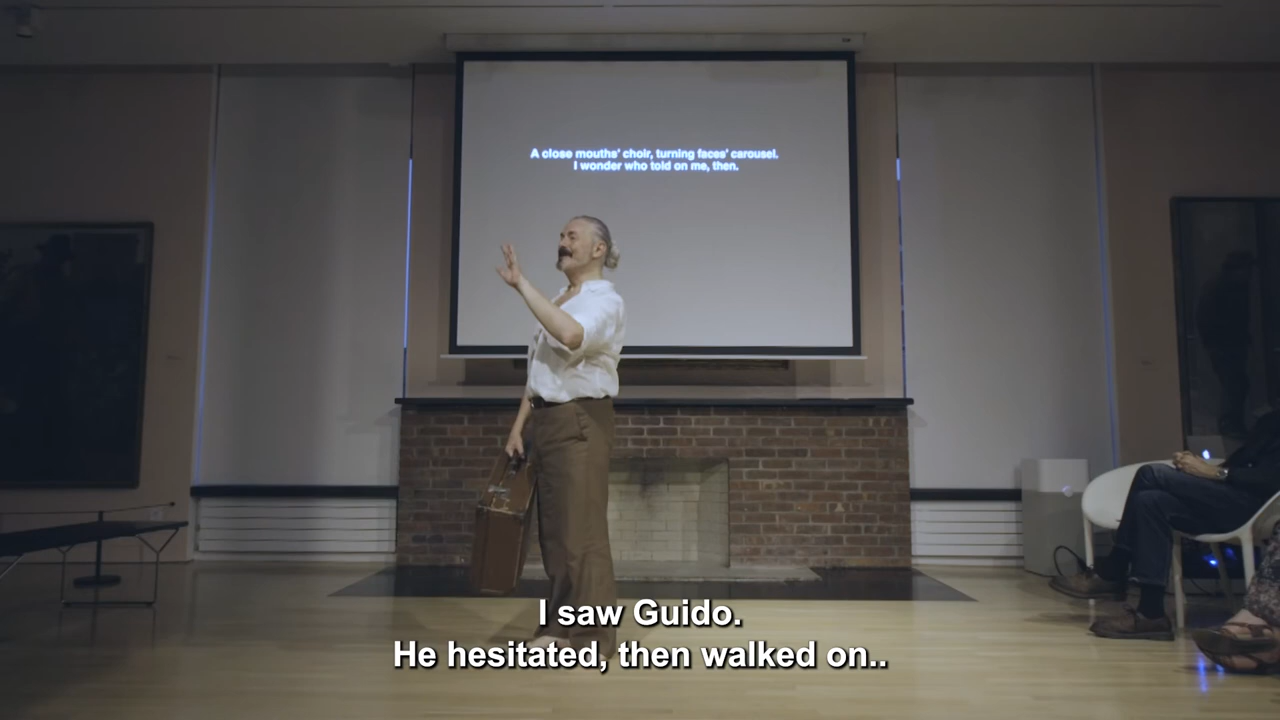 A close mouths' choir, turning faces' carousel.
I wonder who told on me, then.
I saw Guido.
He hesitated, then walked on..